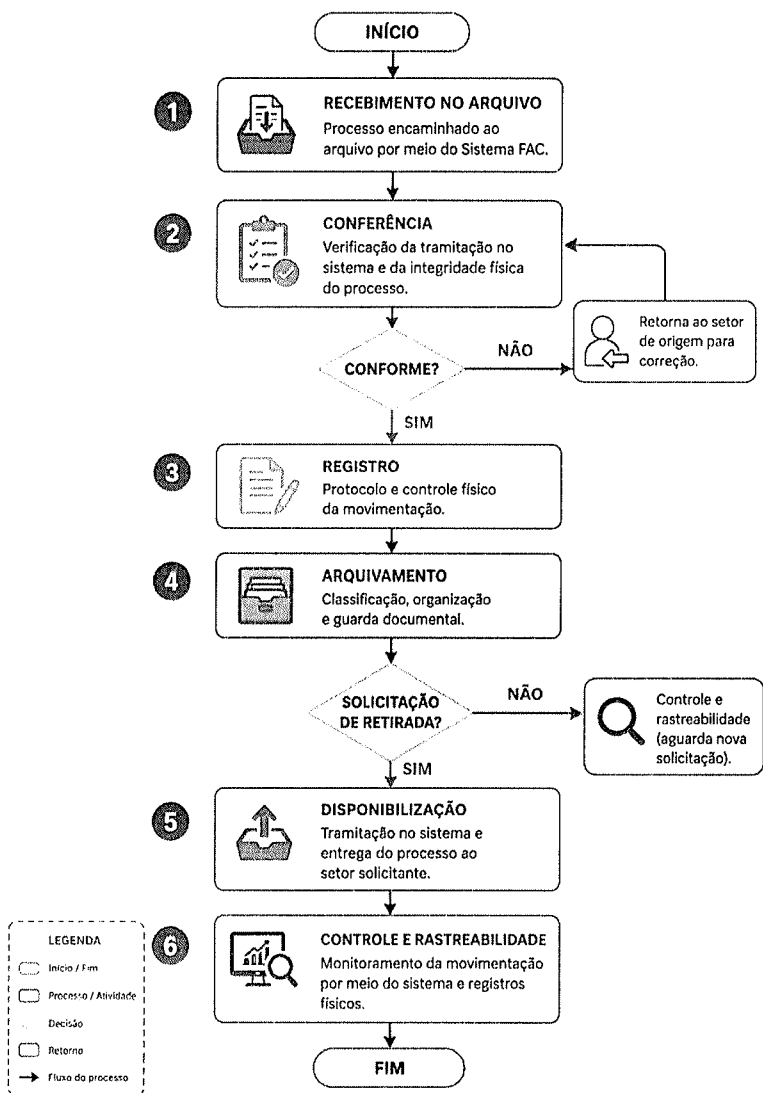 INÍCIO
1
RECEBIMENTO NO ARQUIVO
Processo encaminhado ao
arquivo por meio do Sistema FAC.
2
CONFERÊNCIA
Verificação da tramitação no
sistema e da integridade física
do processo.
Retorna ao setor
de origem para
correção.
NÃO
CONFORME?
SIM
3
REGISTRO
Protocolo e controle físico
da movimentação.
4
ARQUIVAMENTO
Classificação, organização
e guarda documental.
SOLICITAÇÃO
DE RETIRADA?
NÃO
Controle e
rastreabilidade
(aguarda nova
solicitação).
SIM
5
DISPONIBILIZAÇÃO
Tramitação no sistema e
entrega do processo ao
setor solicitante.
6
CONTROLE E RASTREABILIDADE
Monitoramento da movimentação
por meio do sistema e registros
físicos.
FIM
LEGENDA
Início / Fim
Processo / Atividade
Decisão
Retorno
Fluxo do processo